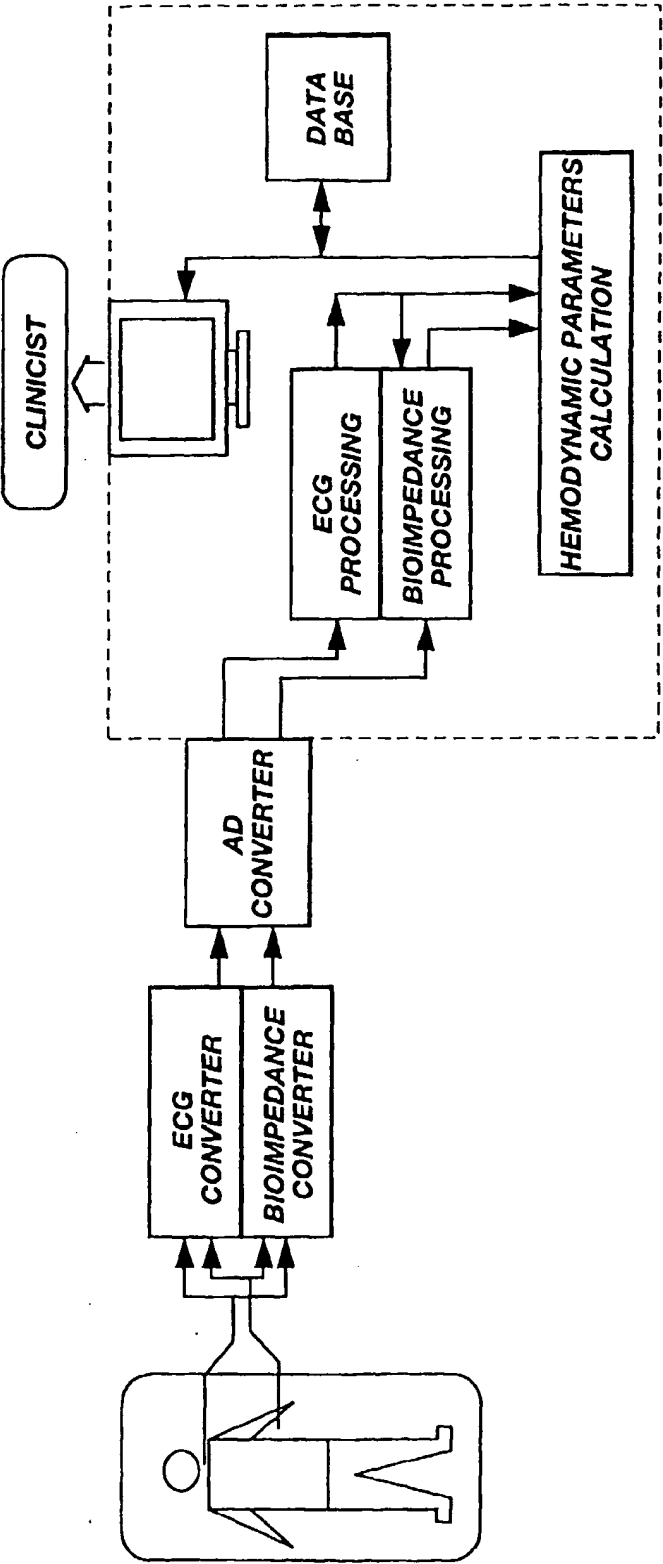 ECG
CONVERTER
BIOIMPEDANCE
CONVERTER
AD
CONVERTER
ECG
PROCESSING
BIOIMPEDANCE
PROCESSING
HEMODYNAMIC PARAMETERS
CALCULATION
DATA
BASE
CLINICIST